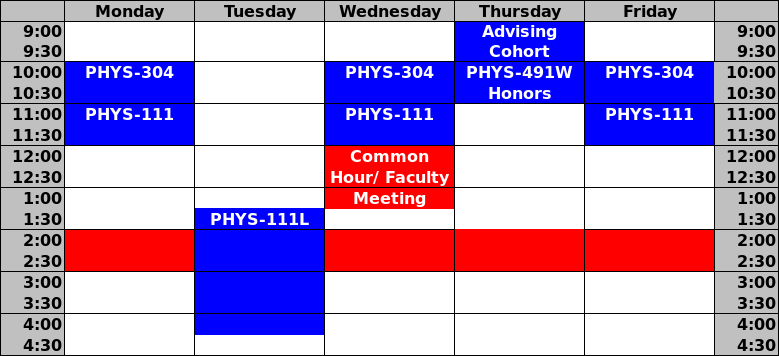 Monday Tuesday Wednesday Thursday Friday
9:00 Advising 9:00
9:30 Cohort 9:30
10:00 PHYS-304 PHYS-304 PHYS-491W PHYS-304 10:00
10:30 Honors 10:30
11:00 PHYS-111 PHYS-111 PHYS-111 11:00
11:30 11:30
12:00 Common 12:00
12:30 Hour/ Faculty 12:30
1:00 Meeting 1:00
1:30 PHYS-111L 1:30
2:00 2:00
2:30 2:30
3:00 3:00
3:30 3:30
4:00 4:00
4:30 4:30